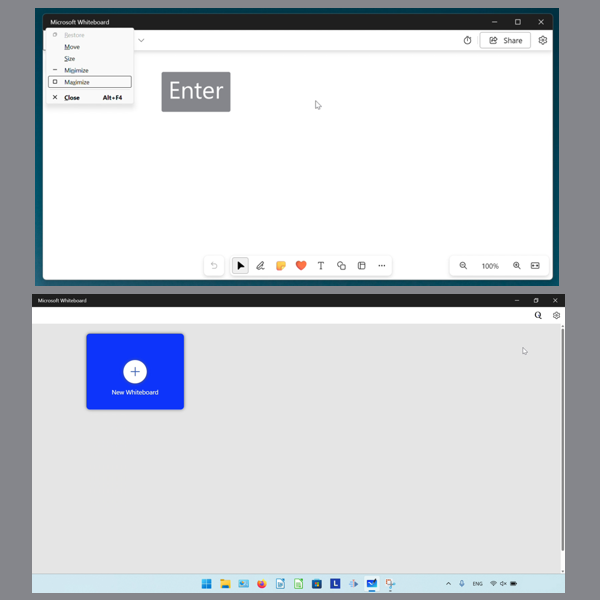 Microsoft Whiteboard
Restore
Move
Size
Minimize
Maximize
Close Alt+F4
Share
Enter
T
100%
Microsoft Whiteboard
New Whiteboard
L
ENG